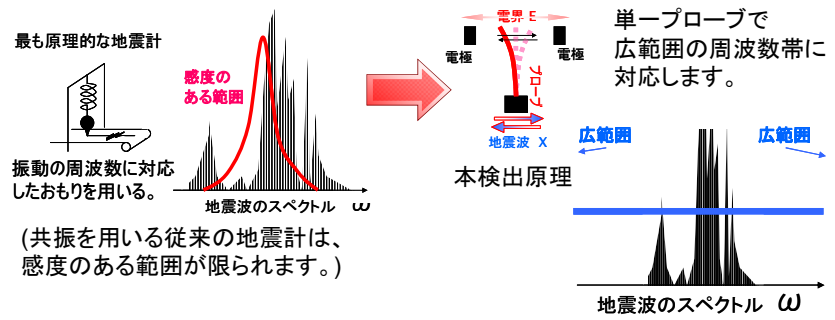 最も原理的な地震計
振動の周波数に対応
したおもりを用いる。
感度の
ある範囲
地震波のスペクトル ω
(共振を用いる従来の地震計は、
感度のある範囲が限られます。)
電界 E
電極
電極
プローブ
地震波 X
本検出原理
単一プローブで
広範囲の周波数帯に
対応します。
広範囲
広範囲
地震波のスペクトル ω